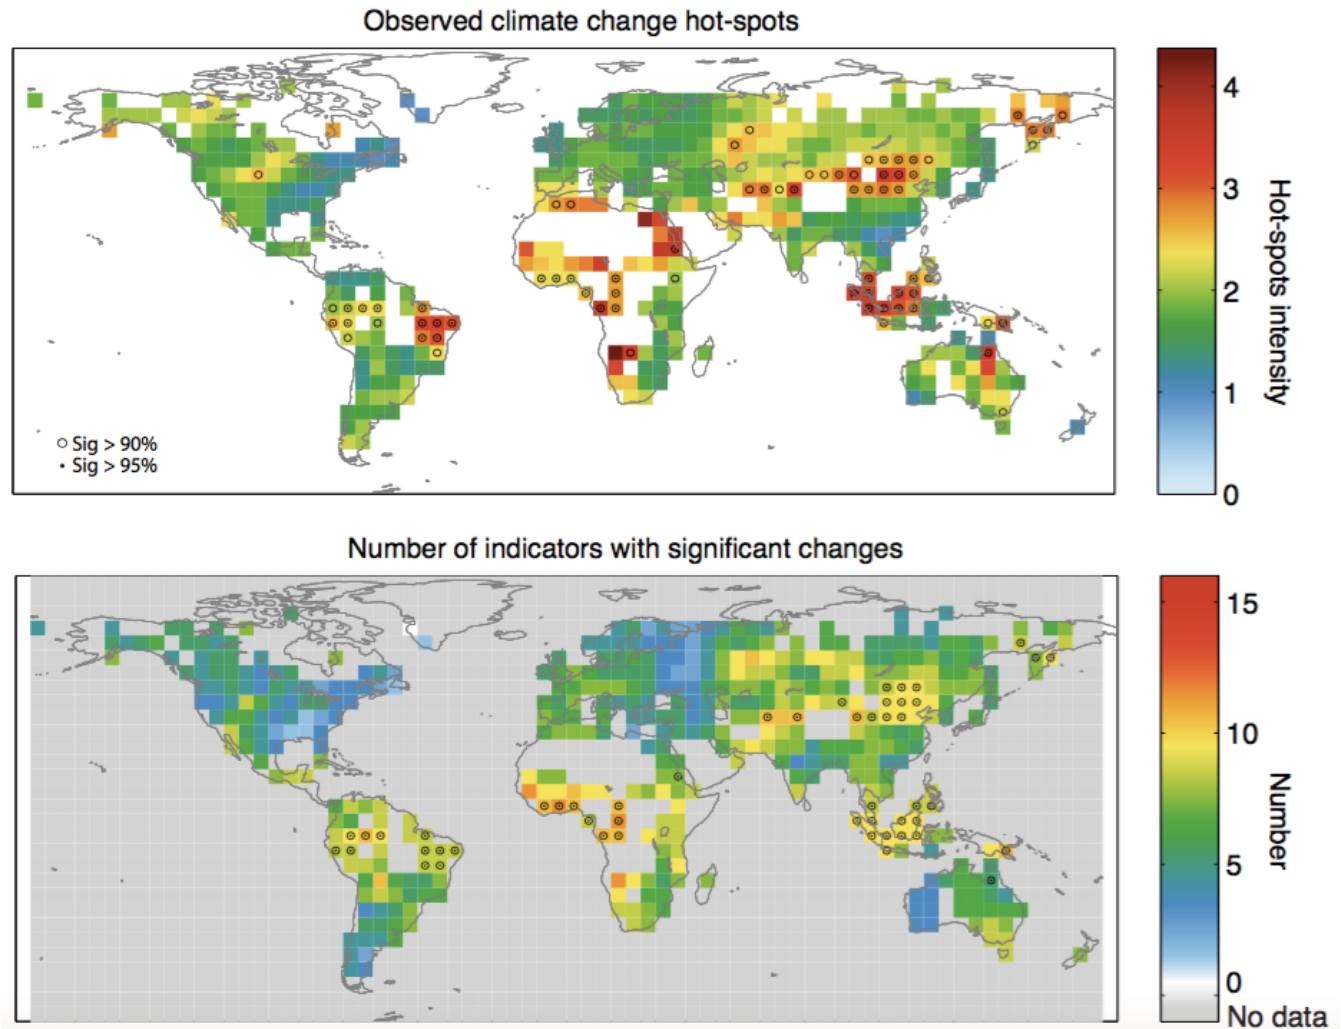 Observed climate change hot-spots
4
3
2
1
0
Hot-spots intensity
Sig > 90%
Sig > 95%
Number of indicators with significant changes
15
10
5
0
No data
Number